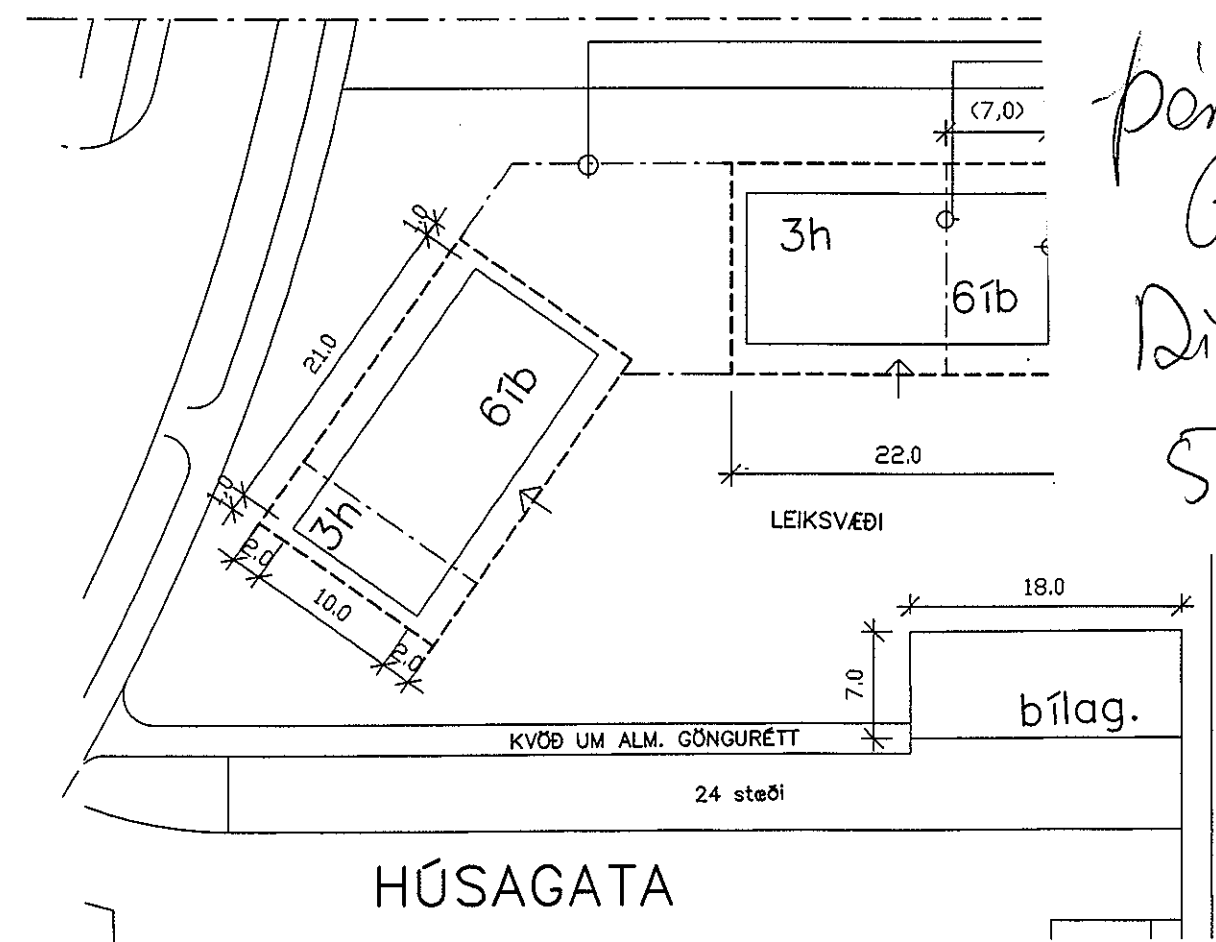 (7,0)
3h
6íb
1.0
21.0
6íb
3h
1.0
2.0
10.0
2.0
22.0
LEIKSVÆÐI
18.0
7.0
bílag.
KVÖÐ UM ALM. GÖNGURÉTT
24 stæði
HÚSAGATA